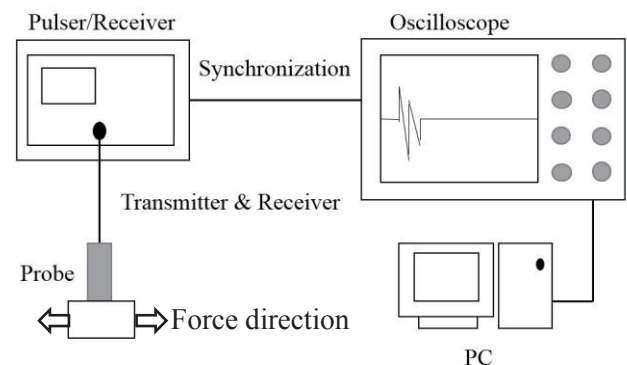 Pulser/Receiver
Oscilloscope
Synchronization
Transmitter & Receiver
Probe
Force direction
PC